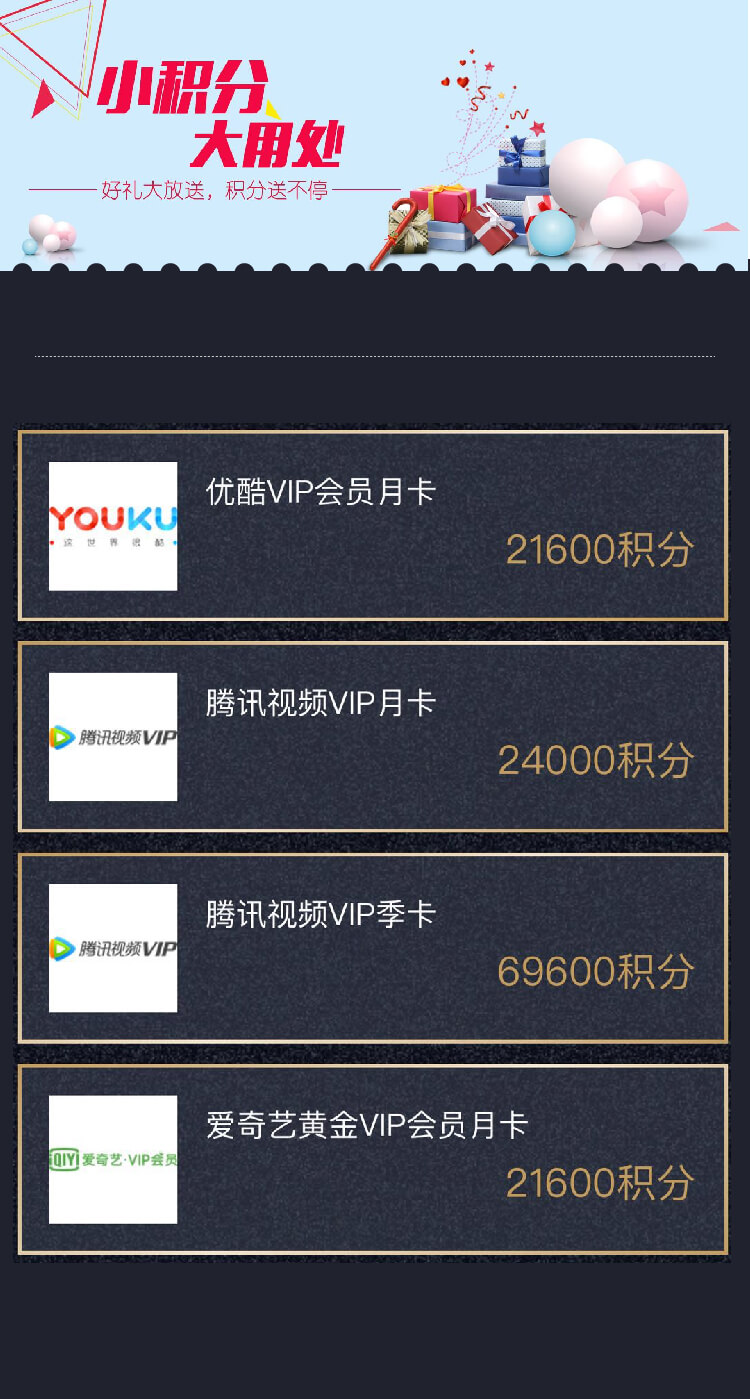 小积分
大用处
好礼大放送，积分送不停
YOUKU
这世界很酷
优酷VIP会员月卡
21600积分
腾讯视频VIP
腾讯视频VIP月卡
24000积分
腾讯视频VIP
腾讯视频VIP季卡
69600积分
QIYI 爱奇艺·VIP会员
爱奇艺黄金VIP会员月卡
21600积分